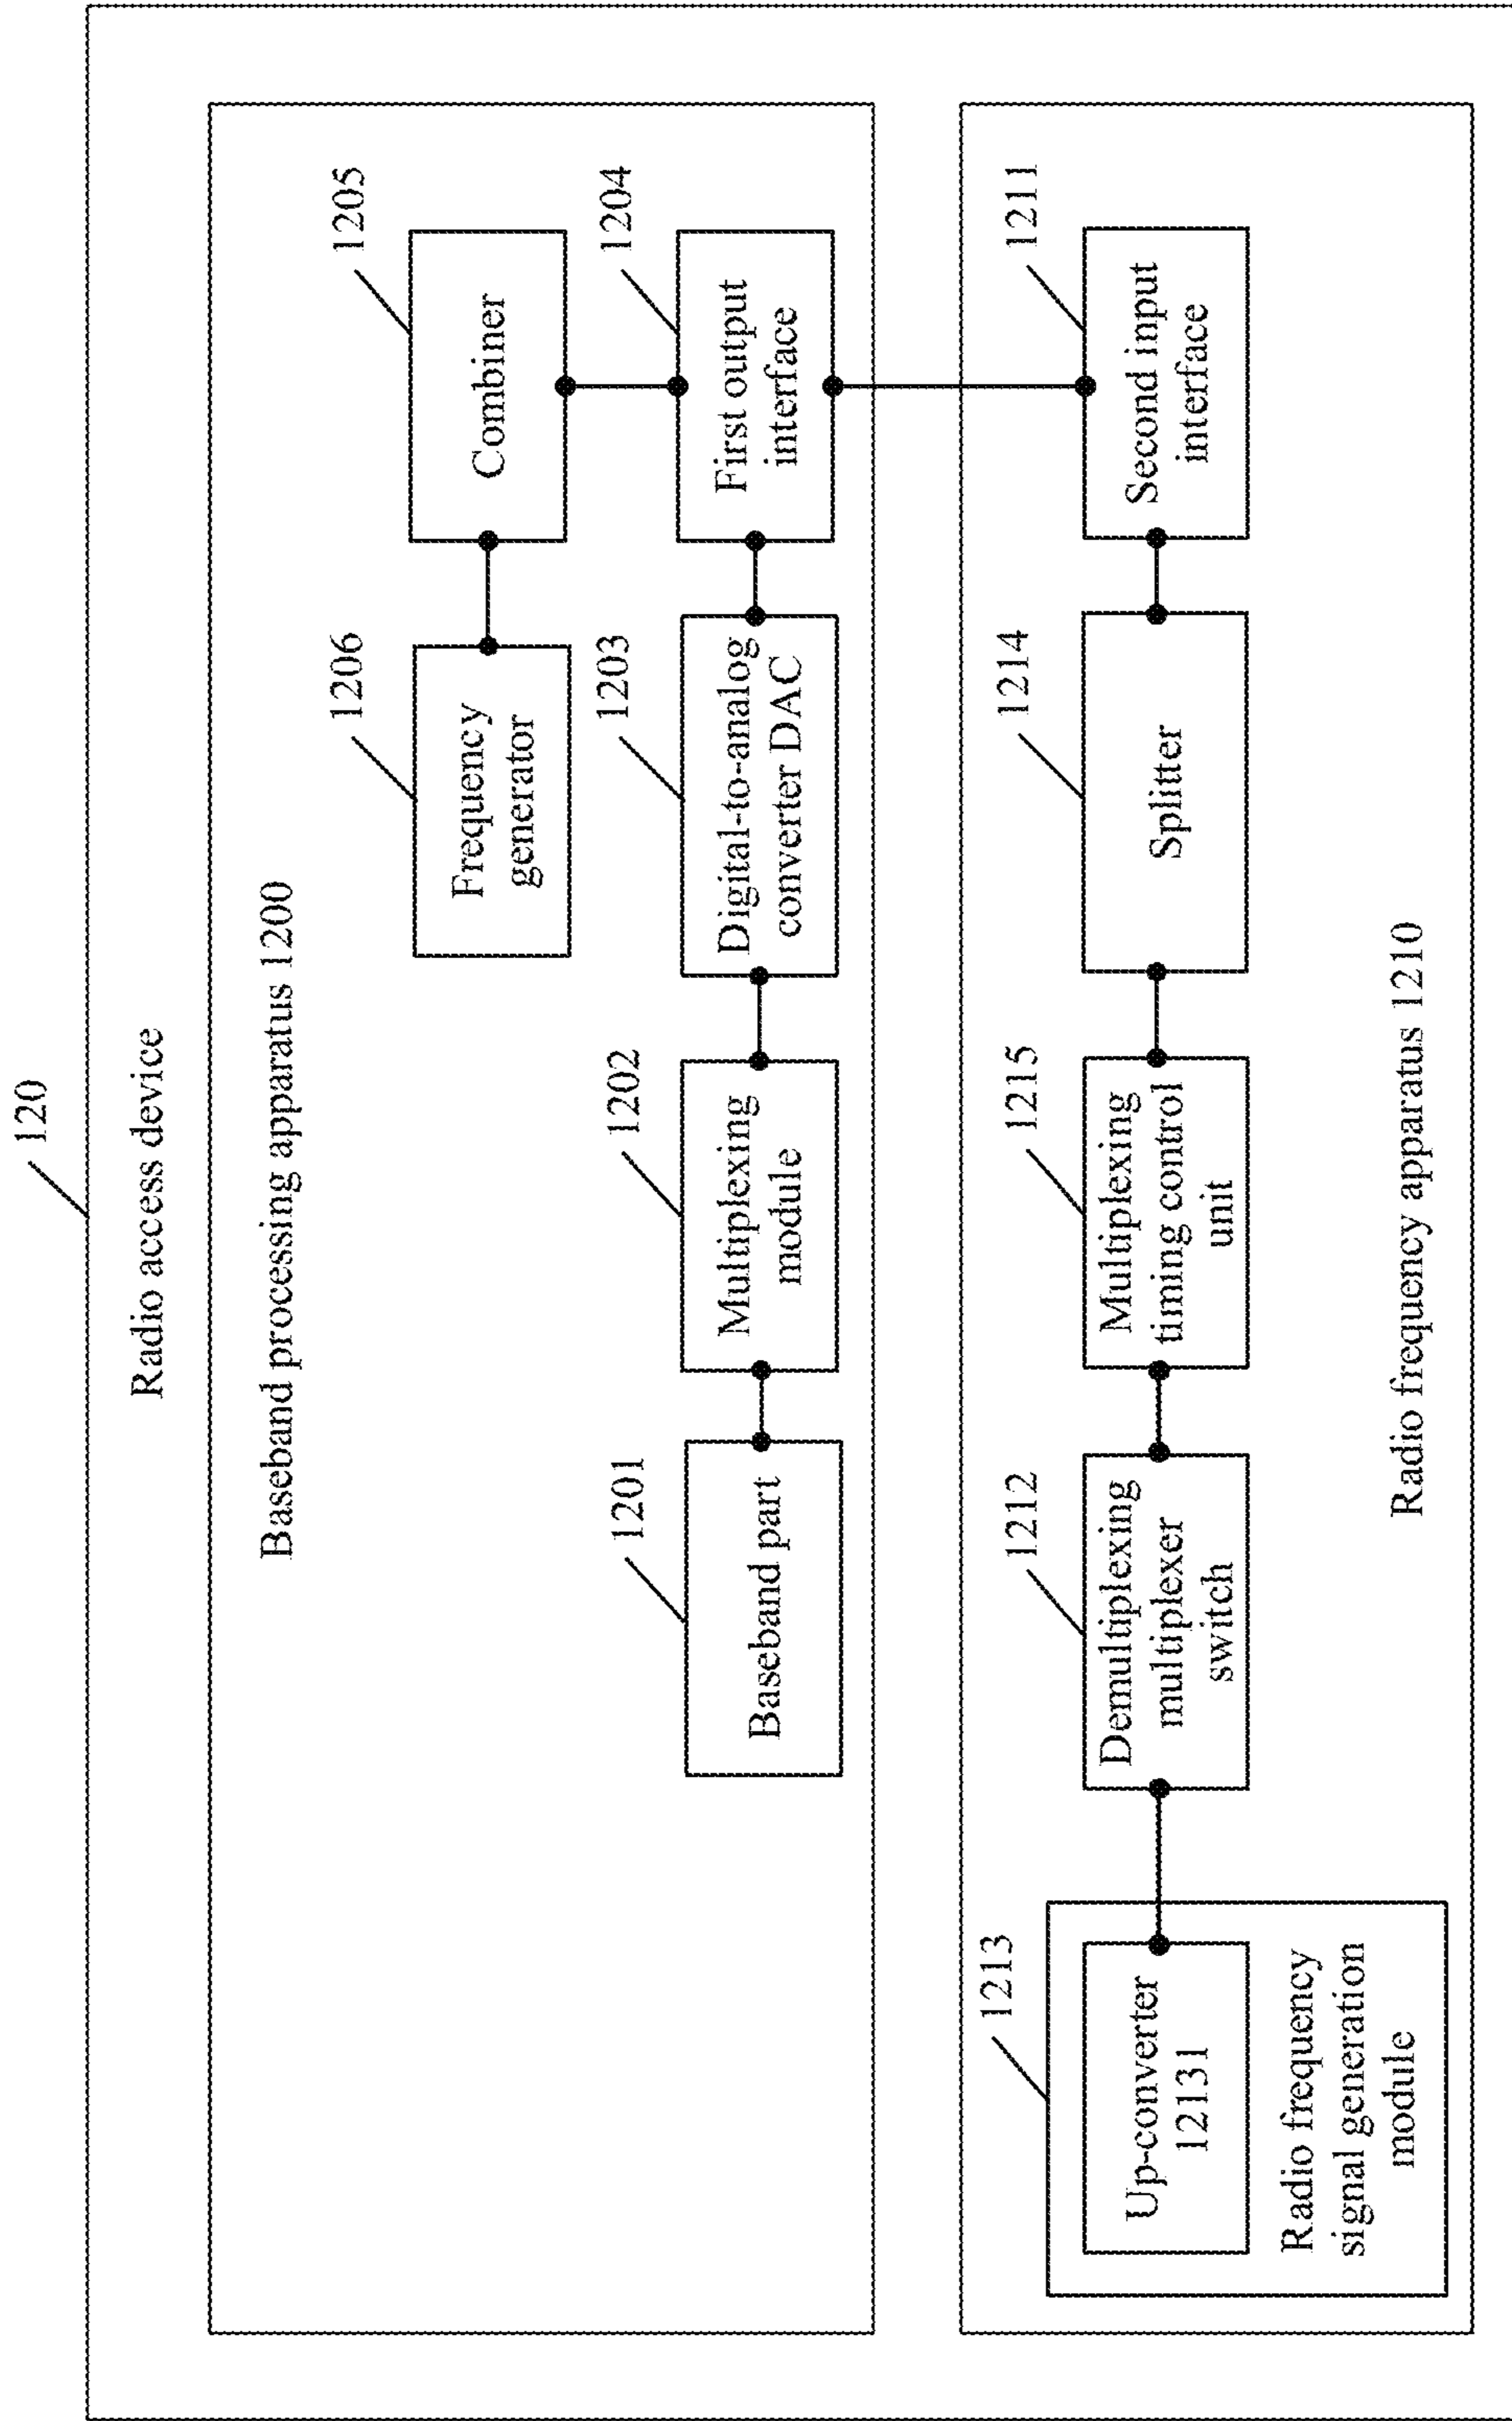 120
Radio access device
Baseband processing apparatus 1200
1206
Frequency
generator
1205
Combiner
1201
Baseband part
1202
Multiplexing
module
1203
Digital-to-analog
converter DAC
1204
First output
interface
1213
Up-converter
12131
Radio frequency
signal generation
module
1212
Demultiplexing
multiplexer
switch
1215
Multiplexing
timing control
unit
1214
Splitter
1211
Second input
interface
Radio frequency apparatus 1210